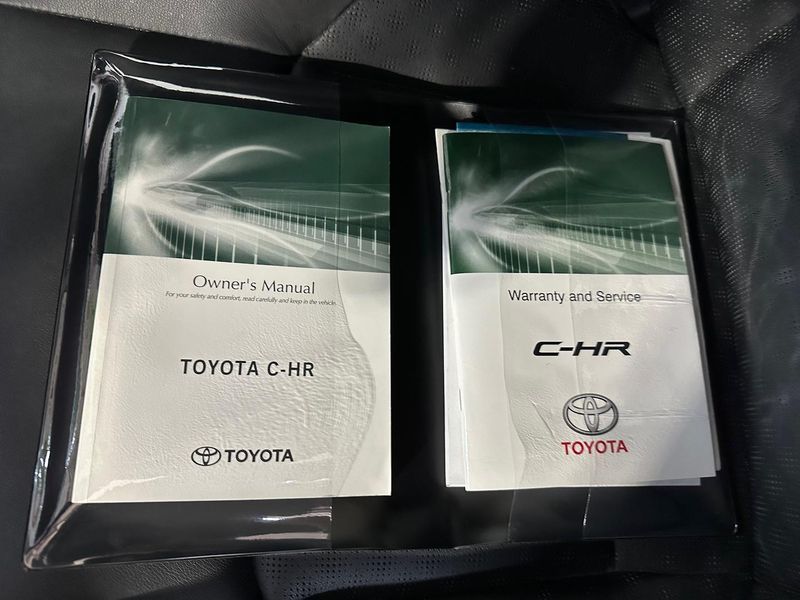 Owner's Manual
For your safety and comfort, read carefully and keep in the vehicle.
TOYOTA C-HR
TOYOTA
Warranty and Service
C-HR
TOYOTA